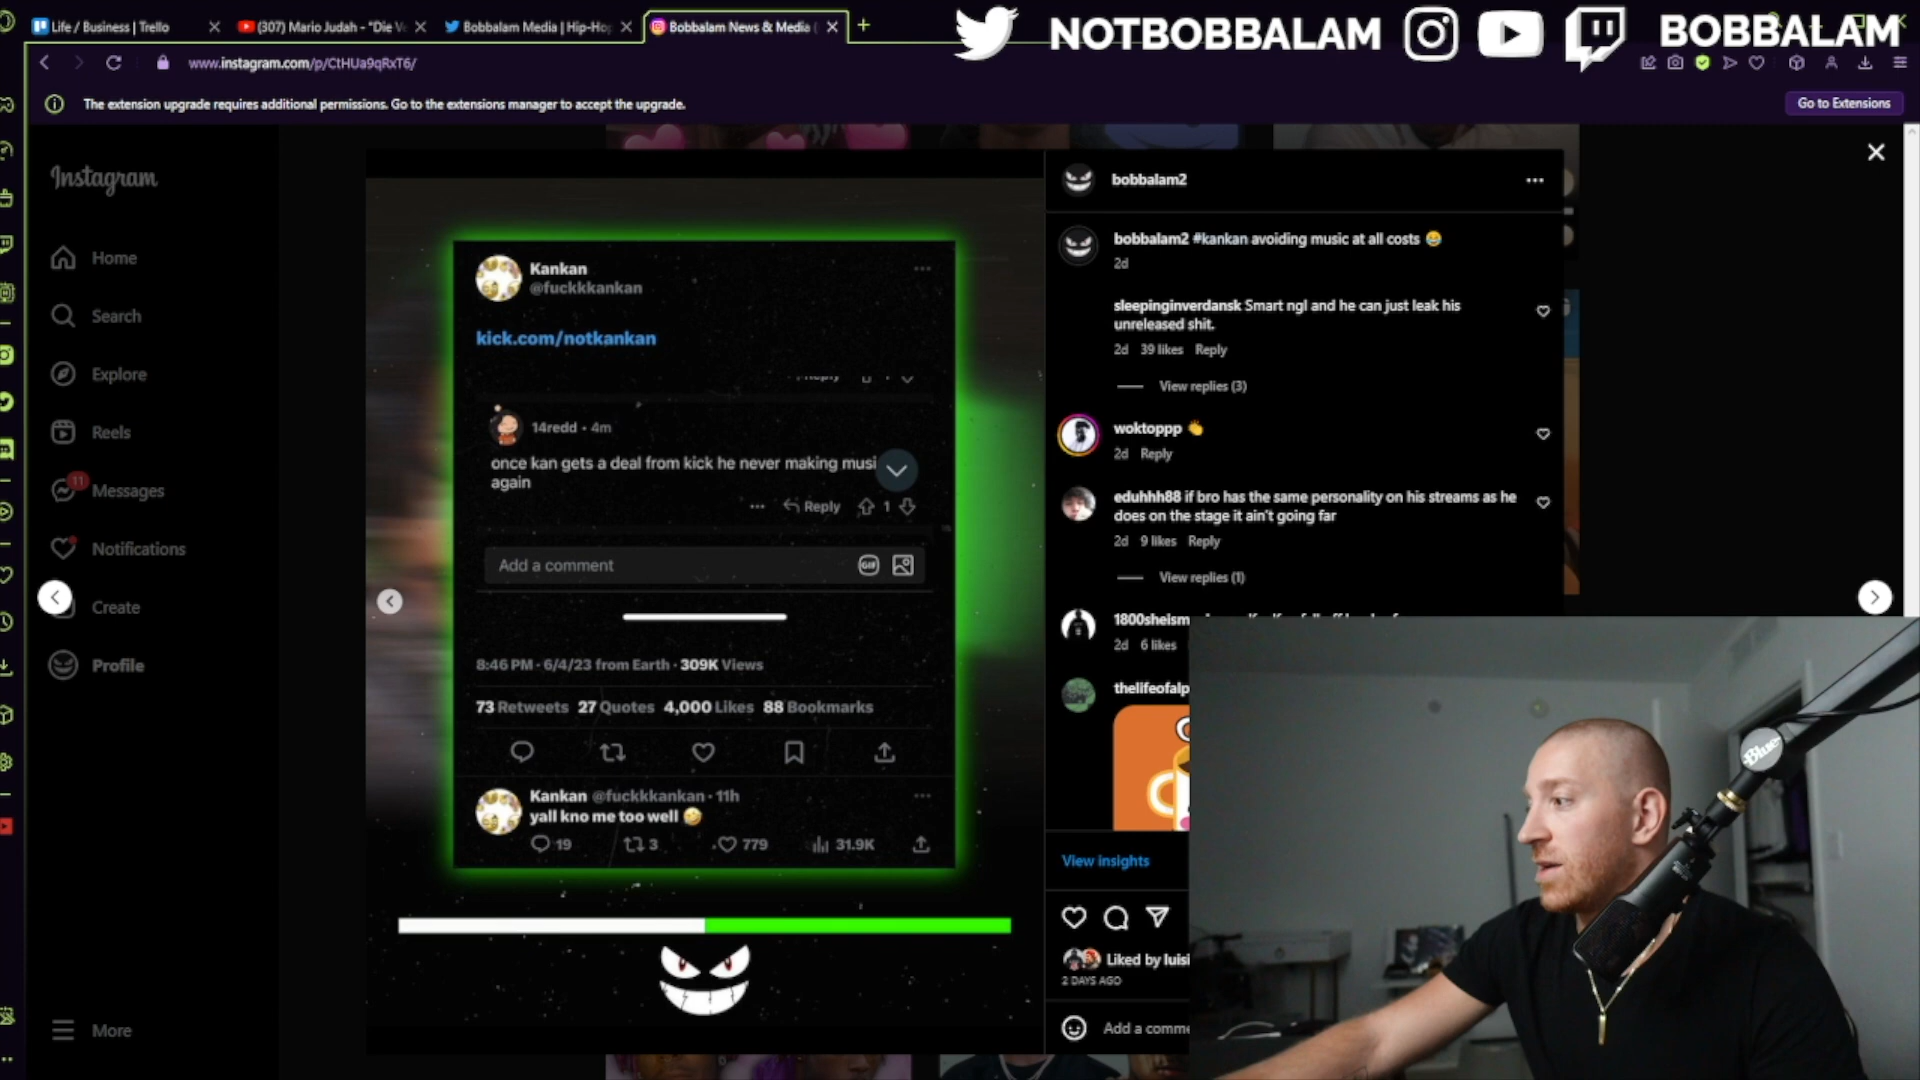 Life / Business | Trello
(307) Mario Judah - "Die Ve
Bobbalam Media | Hip-Hop
Bobbalam News & Media (
NOTBOBBALAM
BOBBALAM
www.instagram.com/p/CtHUa9qRxT6/
The extension upgrade requires additional permissions. Go to the extensions manager to accept the upgrade.
Go to Extensions
Instagram
Home
Search
Explore
Reels
11
Messages
Notifications
Create
Profile
More
Kankan
@fuckkkankan
kick.com/notkankan
Reply
14redd • 4m
once kan gets a deal from kick he never making musi
again
Reply
1
Add a comment
GIF
8:46 PM · 6/4/23 from Earth · 309K Views
73 Retweets 27 Quotes 4,000 Likes 88 Bookmarks
Kankan @fuckkkankan · 11h
yall kno me too well 🤣
19
3
779
31.9K
bobbalam2
bobbalam2 #kankan avoiding music at all costs 😂
2d
sleepinginverdansk Smart ngl and he can just leak his
unreleased shit.
2d 39 likes Reply
View replies (3)
woktoppp 👏
2d Reply
eduhhh88 if bro has the same personality on his streams as he
does on the stage it ain't going far
2d 9 likes Reply
View replies (1)
1800sheism
2d 6 likes
thelifeofalp
View insights
Liked by luisi
2 DAYS AGO
Add a comme
Blue